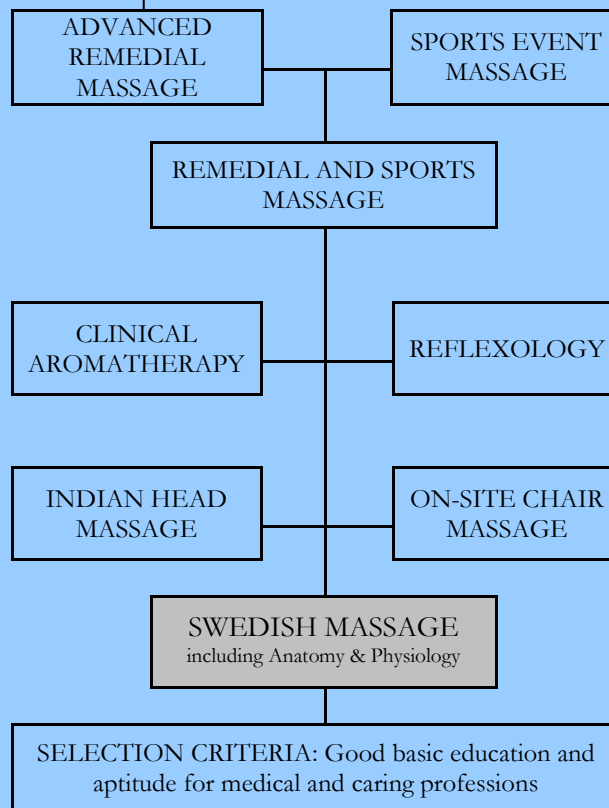 ADVANCED
REMEDIAL
MASSAGE
SPORTS EVENT
MASSAGE
REMEDIAL AND SPORTS
MASSAGE
CLINICAL
AROMATHERAPY
REFLEXOLOGY
INDIAN HEAD
MASSAGE
ON-SITE CHAIR
MASSAGE
SWEDISH MASSAGE
including Anatomy & Physiology
SELECTION CRITERIA: Good basic education and
aptitude for medical and caring professions